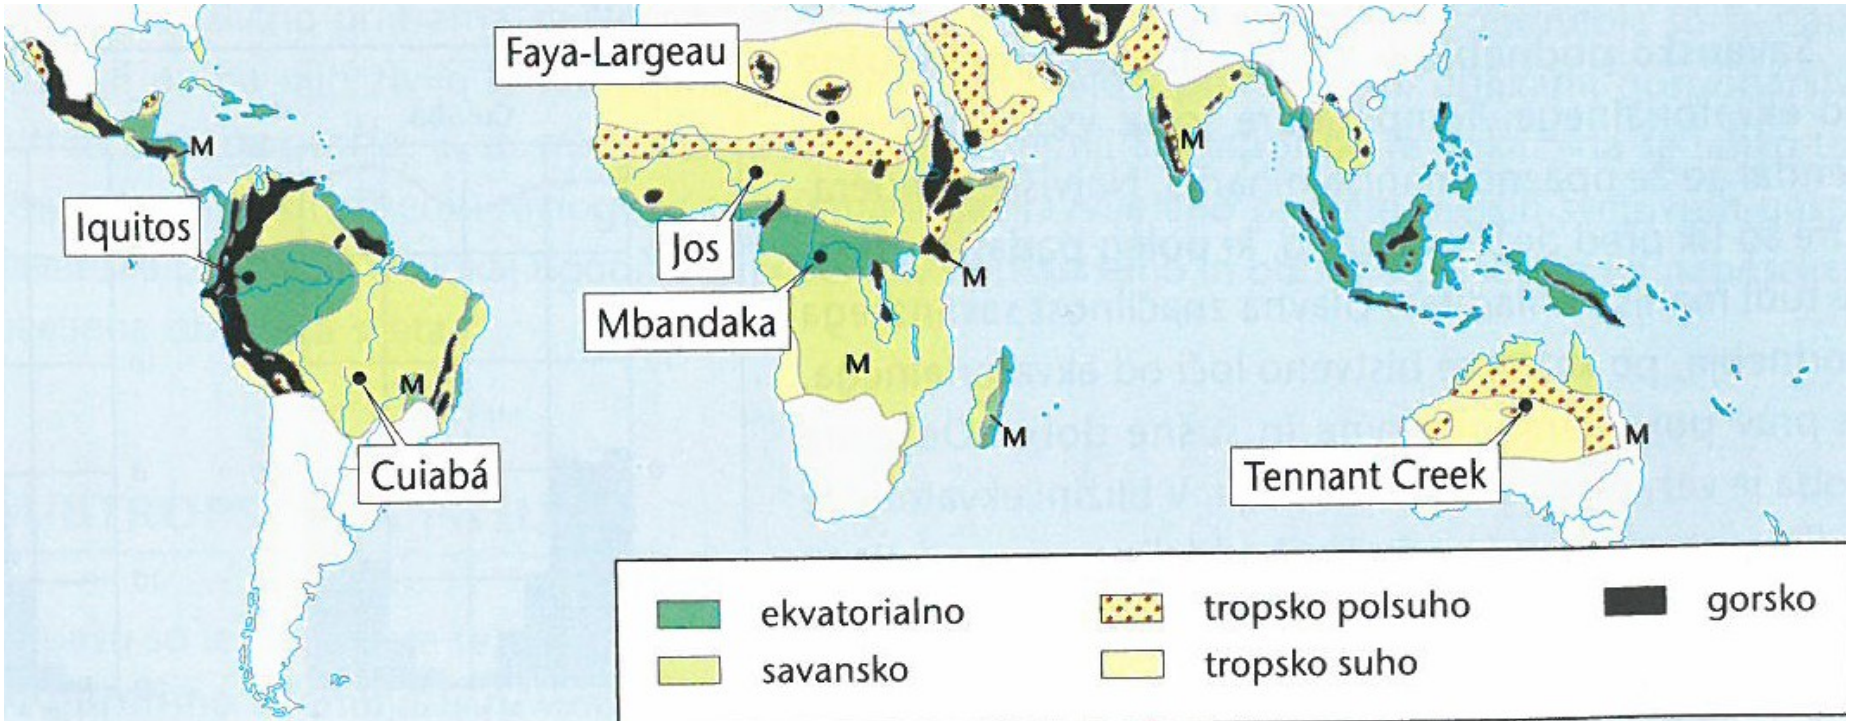 Faya-Largeau
M
M
Iquitos
Jos
M
Mbandaka
M
M
M
M
Cuiabá
Tennant Creek
ekvatorialno
tropsko polsuho
gorsko
savansko
tropsko suho